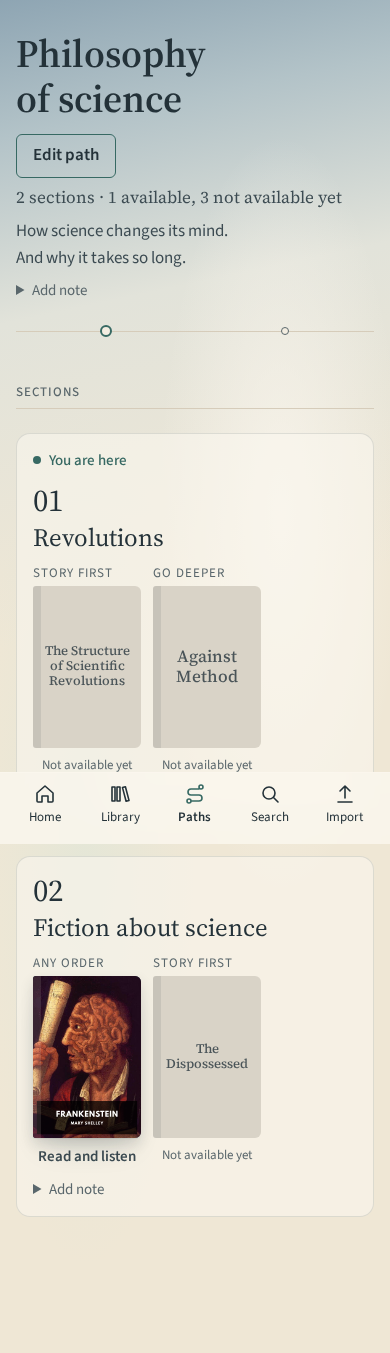 Philosophy
of science
Edit path
2 sections · 1 available, 3 not available yet
How science changes its mind.
And why it takes so long.
Add note
SECTIONS
You are here
01
Revolutions
STORY FIRST
GO DEEPER
The Structure
of Scientific
Revolutions
Against
Method
Not available yet
Not available yet
Home
Library
Paths
Search
Import
02
Fiction about science
ANY ORDER
STORY FIRST
FRANKENSTEIN
MARY SHELLEY
The
Dispossessed
Read and listen
Not available yet
Add note